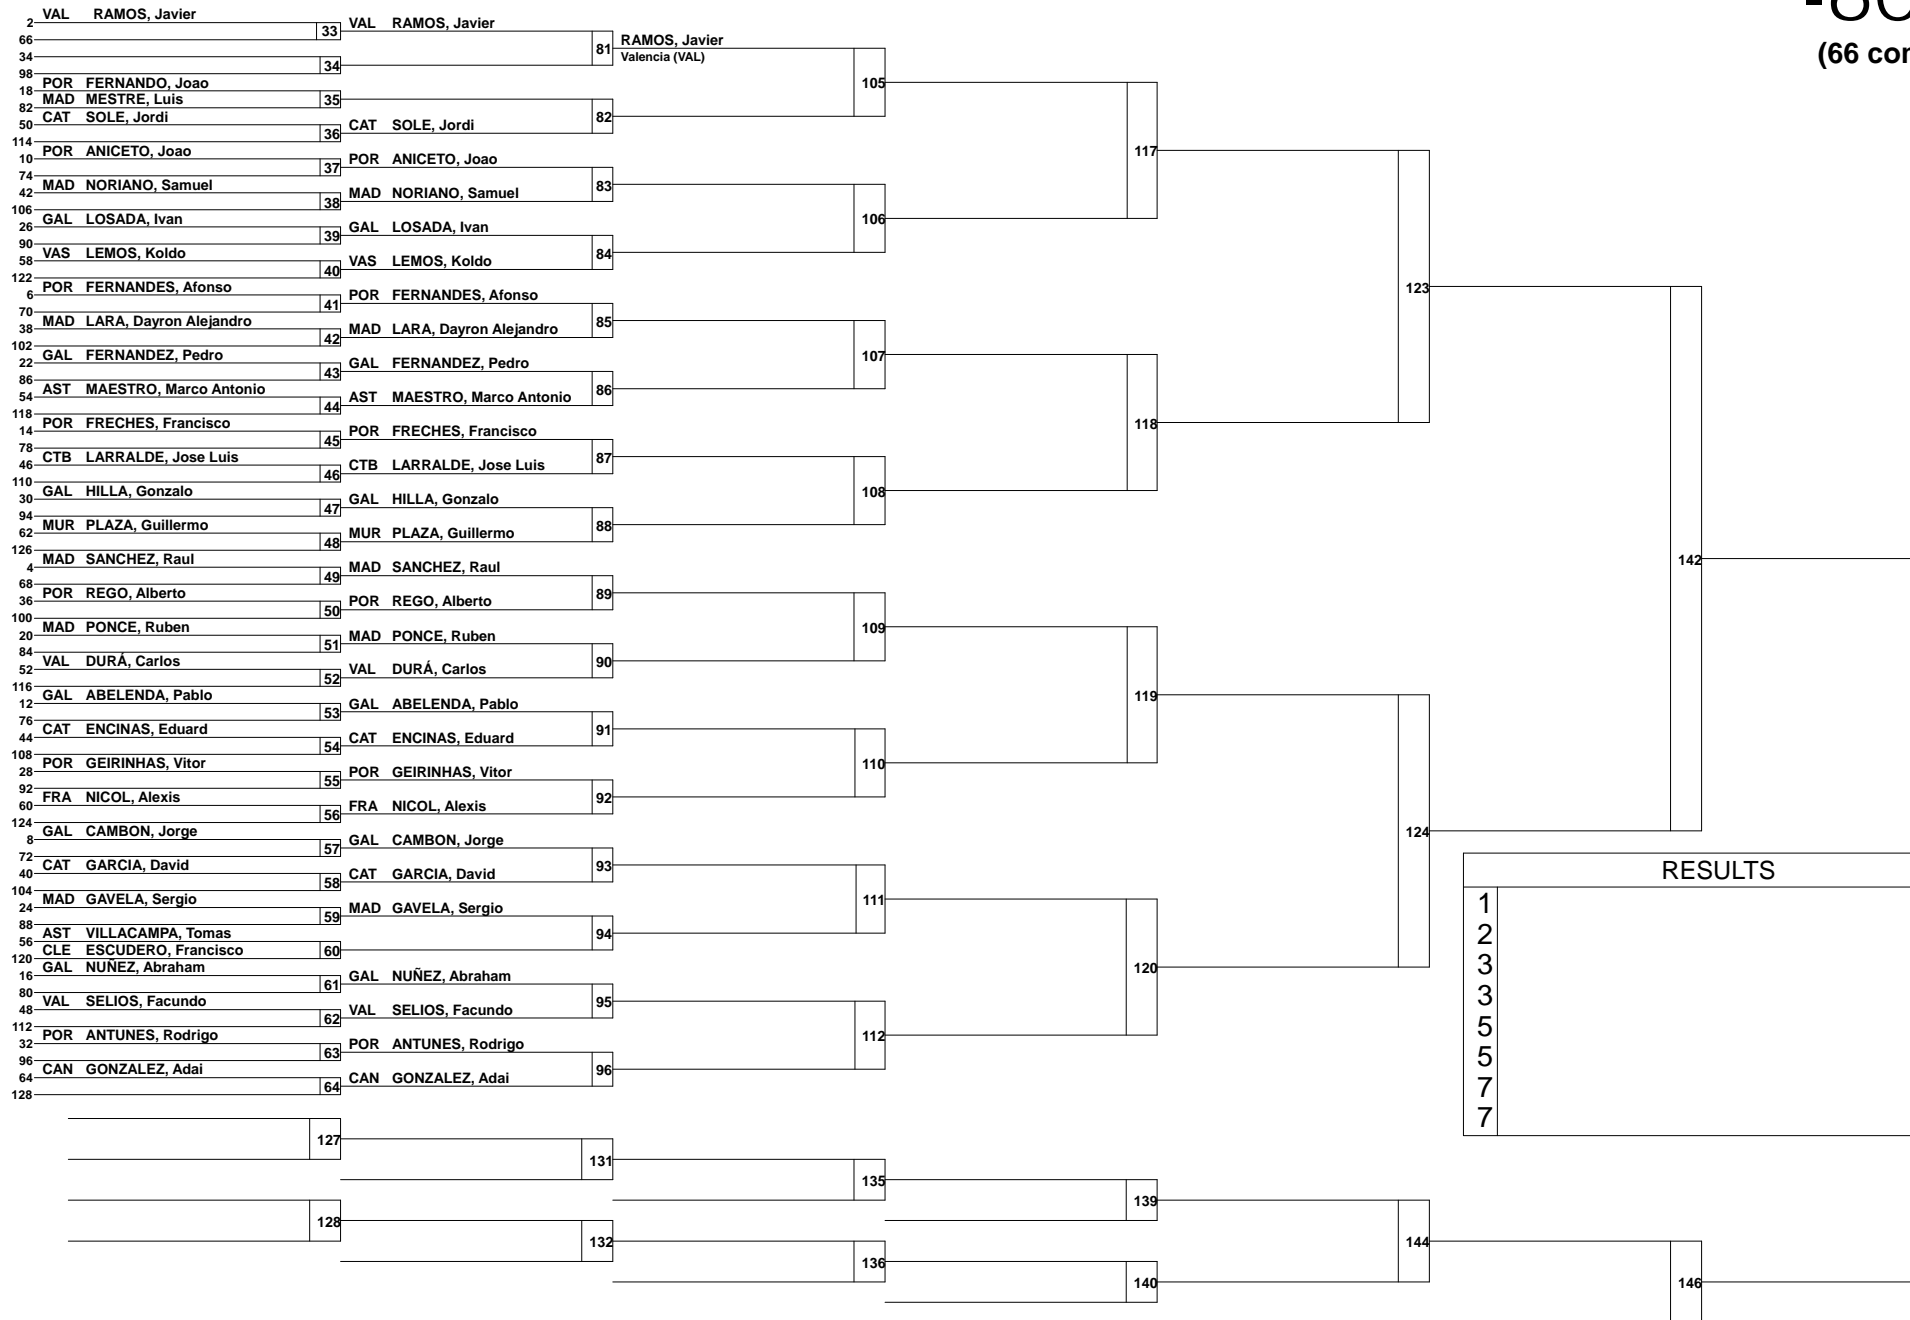 -60
(66 con
2 VAL RAMOS, Javier
66
33 VAL RAMOS, Javier
34
98
34
81 RAMOS, Javier
Valencia (VAL)
18 POR FERNANDO, Joao
82 MAD MESTRE, Luis
35
50 CAT SOLE, Jordi
114
36 CAT SOLE, Jordi
82
105
10 POR ANICETO, Joao
74
37 POR ANICETO, Joao
42 MAD NORIANO, Samuel
106
38 MAD NORIANO, Samuel
83
26 GAL LOSADA, Ivan
90
39 GAL LOSADA, Ivan
58 VAS LEMOS, Koldo
122
40 VAS LEMOS, Koldo
84
106
117
6 POR FERNANDES, Afonso
70
41 POR FERNANDES, Afonso
38 MAD LARA, Dayron Alejandro
102
42 MAD LARA, Dayron Alejandro
85
22 GAL FERNANDEZ, Pedro
86
43 GAL FERNANDEZ, Pedro
54 AST MAESTRO, Marco Antonio
118
44 AST MAESTRO, Marco Antonio
86
107
14 POR FRECHES, Francisco
78
45 POR FRECHES, Francisco
46 CTB LARRALDE, Jose Luis
110
46 CTB LARRALDE, Jose Luis
87
30 GAL HILLA, Gonzalo
94
47 GAL HILLA, Gonzalo
62 MUR PLAZA, Guillermo
126
48 MUR PLAZA, Guillermo
88
108
118
123
4 MAD SANCHEZ, Raul
68
49 MAD SANCHEZ, Raul
36 POR REGO, Alberto
100
50 POR REGO, Alberto
89
20 MAD PONCE, Ruben
84
51 MAD PONCE, Ruben
52 VAL DURÁ, Carlos
116
52 VAL DURÁ, Carlos
90
109
12 GAL ABELENDA, Pablo
76
53 GAL ABELENDA, Pablo
44 CAT ENCINAS, Eduard
108
54 CAT ENCINAS, Eduard
91
28 POR GEIRINHAS, Vitor
92
55 POR GEIRINHAS, Vitor
60 FRA NICOL, Alexis
124
56 FRA NICOL, Alexis
92
110
119
8 GAL CAMBON, Jorge
72
57 GAL CAMBON, Jorge
40 CAT GARCIA, David
104
58 CAT GARCIA, David
93
24 MAD GAVELA, Sergio
88
59 MAD GAVELA, Sergio
56 AST VILLACAMPA, Tomas
120 CLE ESCUDERO, Francisco
60
94
111
16 GAL NUÑEZ, Abraham
80
61 GAL NUÑEZ, Abraham
48 VAL SELIOS, Facundo
112
62 VAL SELIOS, Facundo
95
32 POR ANTUNES, Rodrigo
96
63 POR ANTUNES, Rodrigo
64 CAN GONZALEZ, Adai
128
64 CAN GONZALEZ, Adai
96
112
120
124
142
RESULTS
1
2
3
3
5
5
7
7
127
131
135
139
128
132
136
140
144
146